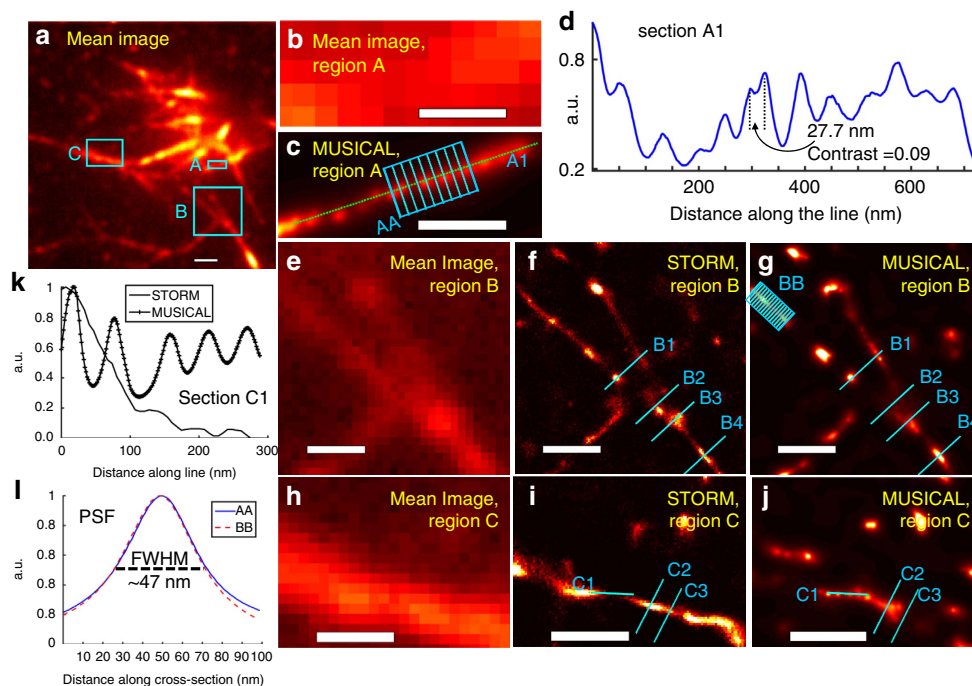 a
Mean image
C
A
B
b
Mean image,
region A
c
MUSICAL,
region A
A1
AA
d
section A1
0.8
a.u.
0.2
27.7 nm
Contrast =0.09
200
400
600
Distance along the line (nm)
k
STORM
MUSICAL
1
0.8
0.6
0.4
0.2
0.0
a.u.
Section C1
0
100
200
300
Distance along line (nm)
e
Mean Image,
region B
f
STORM,
region B
B1
B2
B3
B4
g
MUSICAL,
region B
BB
B1
B2
B3
B4
l
PSF
AA
BB
1
0.8
0.8
0.8
0.8
a.u.
FWHM
~47 nm
10 20 30 40 50 60 70 80 90 100
Distance along cross-section (nm)
h
Mean Image,
region C
i
STORM,
region C
C1
C2
C3
j
MUSICAL,
region C
C1
C2
C3